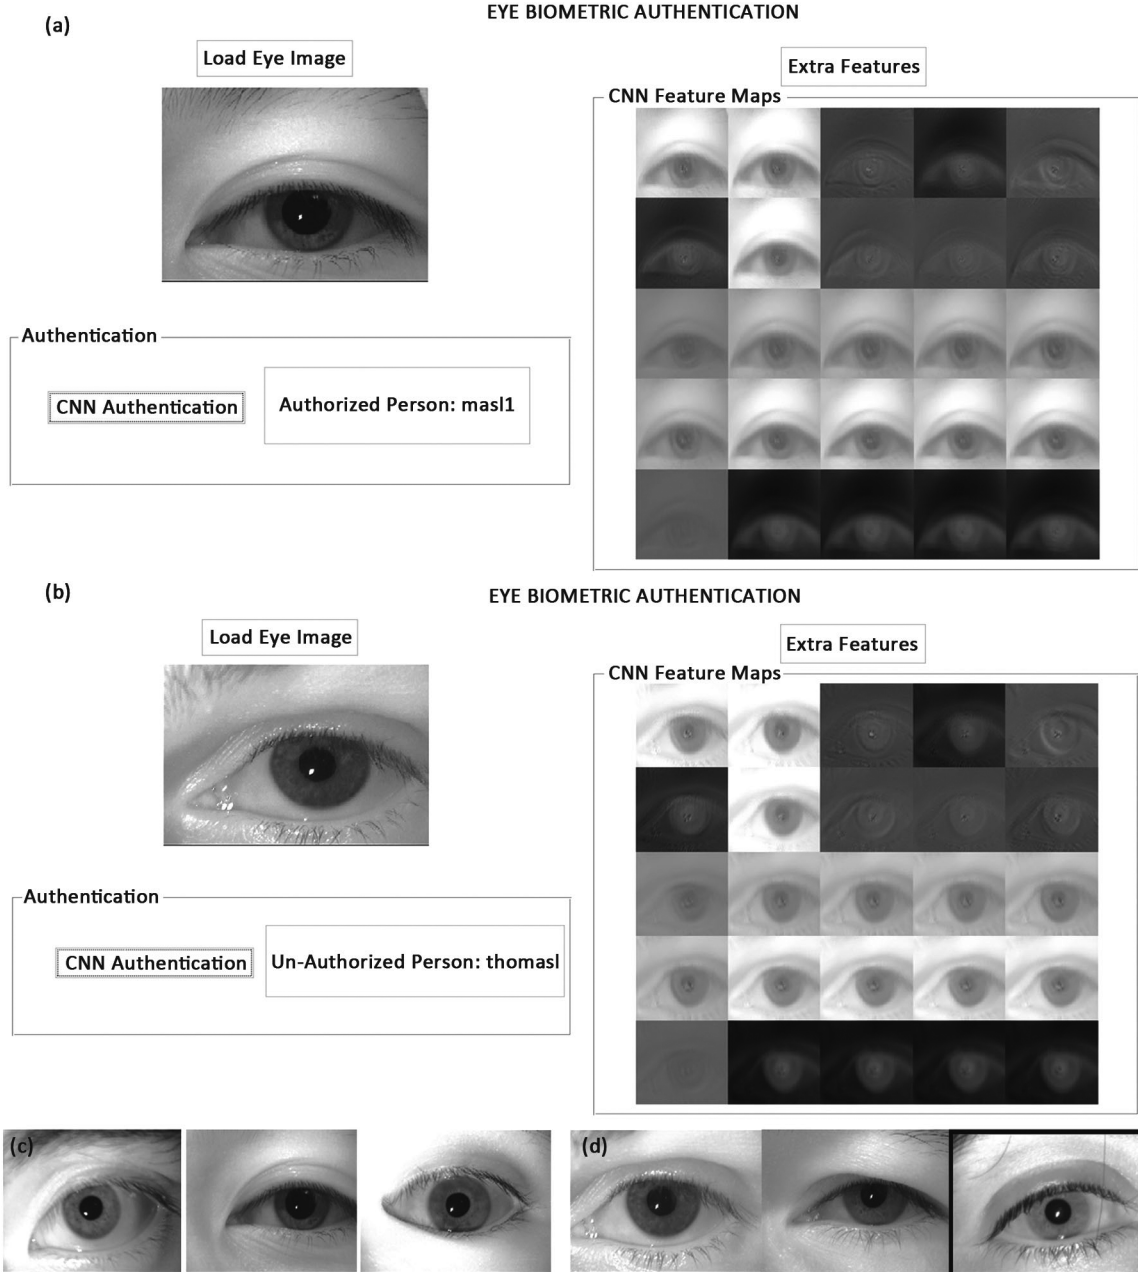 (a)
EYE BIOMETRIC AUTHENTICATION
Load Eye Image
Extra Features
CNN Feature Maps
Authentication
CNN Authentication
Authorized Person: masl1
(b)
EYE BIOMETRIC AUTHENTICATION
Load Eye Image
Extra Features
CNN Feature Maps
Authentication
CNN Authentication
Un-Authorized Person: thomasl
(c)
(d)